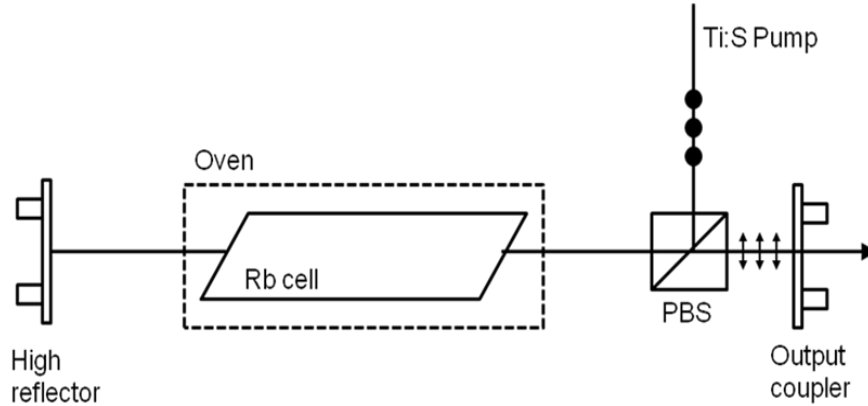 Ti:S Pump
Oven
Rb cell
PBS
High
reflector
Output
coupler